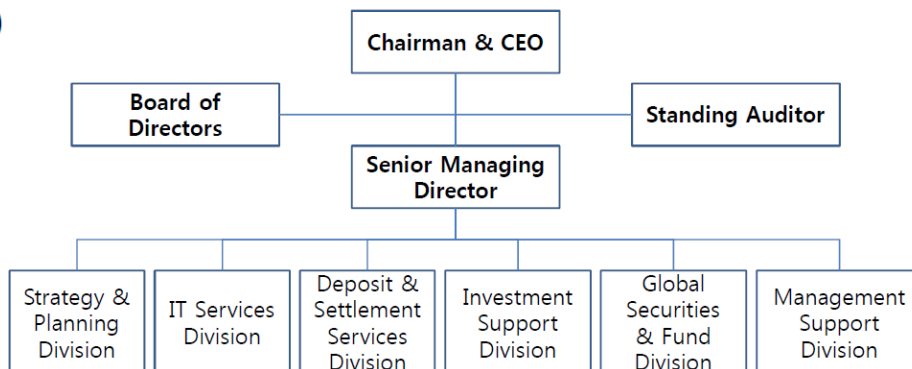 Chairman & CEO
Board of
Directors
Standing Auditor
Senior Managing
Director
Strategy &
Planning
Division
IT Services
Division
Deposit &
Settlement
Services
Division
Investment
Support
Division
Global
Securities
& Fund
Division
Management
Support
Division